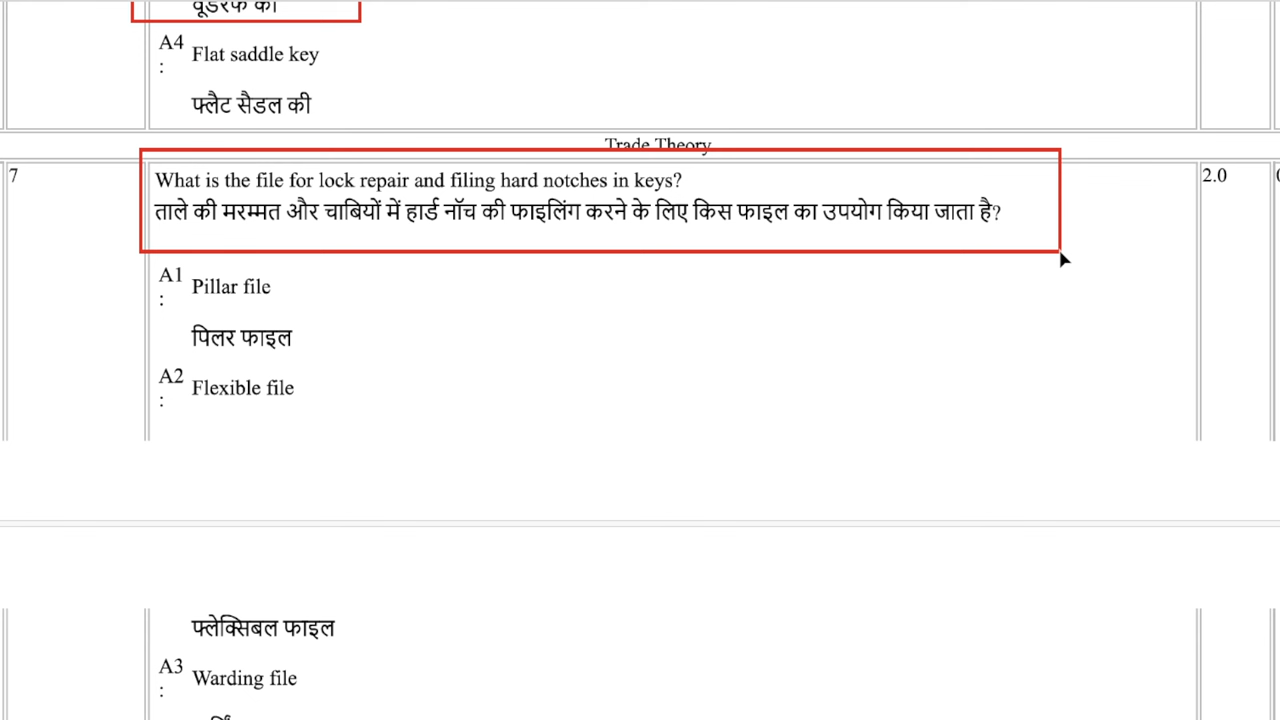 वूडरफ की
A4
: Flat saddle key
फ्लैट सैडल की
Trade Theory
7 What is the file for lock repair and filing hard notches in keys? 2.0
ताले की मरम्मत और चाबियों में हार्ड नॉच की फाइलिंग करने के लिए किस फाइल का उपयोग किया जाता है?
A1
: Pillar file
पिलर फाइल
A2
: Flexible file
फ्लेक्सिबल फाइल
A3
: Warding file